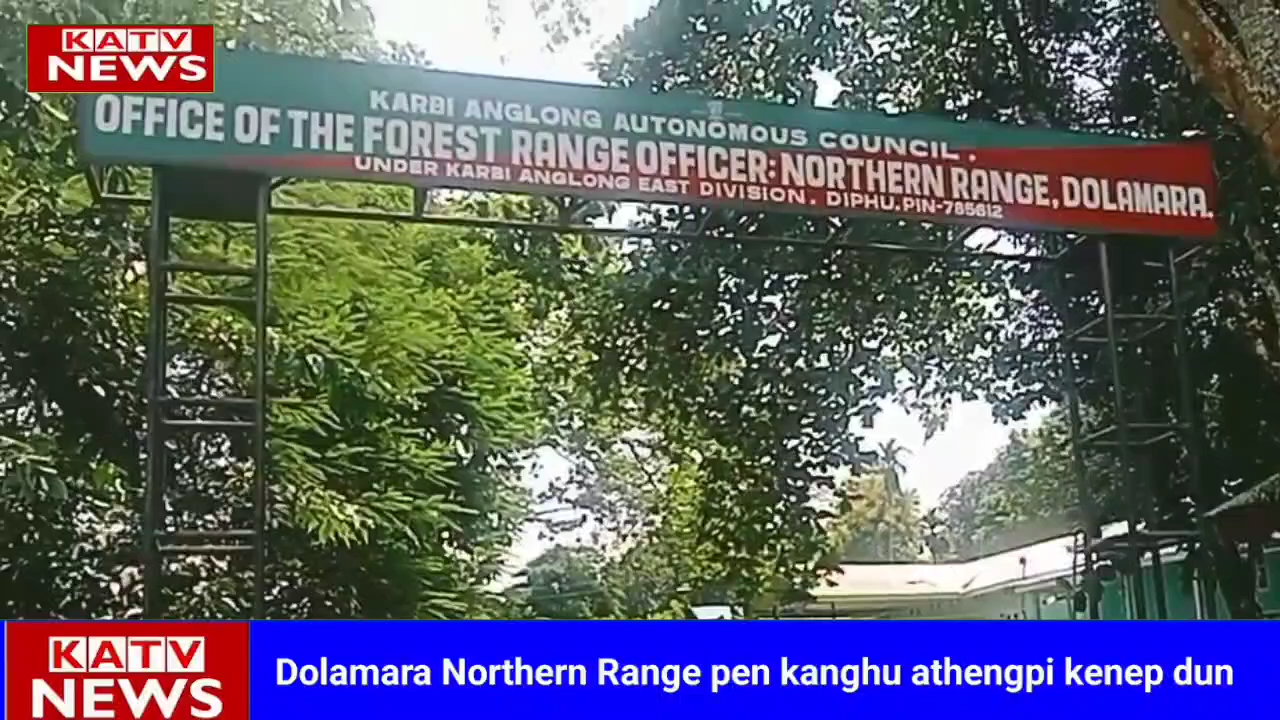 KATV
NEWS
KARBI ANGLONG AUTONOMOUS COUNCIL.
OFFICE OF THE FOREST RANGE OFFICER: NORTHERN RANGE, DOLAMARA.
UNDER KARBI ANGLONG EAST DIVISION. DIPHU. PIN-785612
KATV
NEWS
Dolamara Northern Range pen kanghu athengpi kenep dun